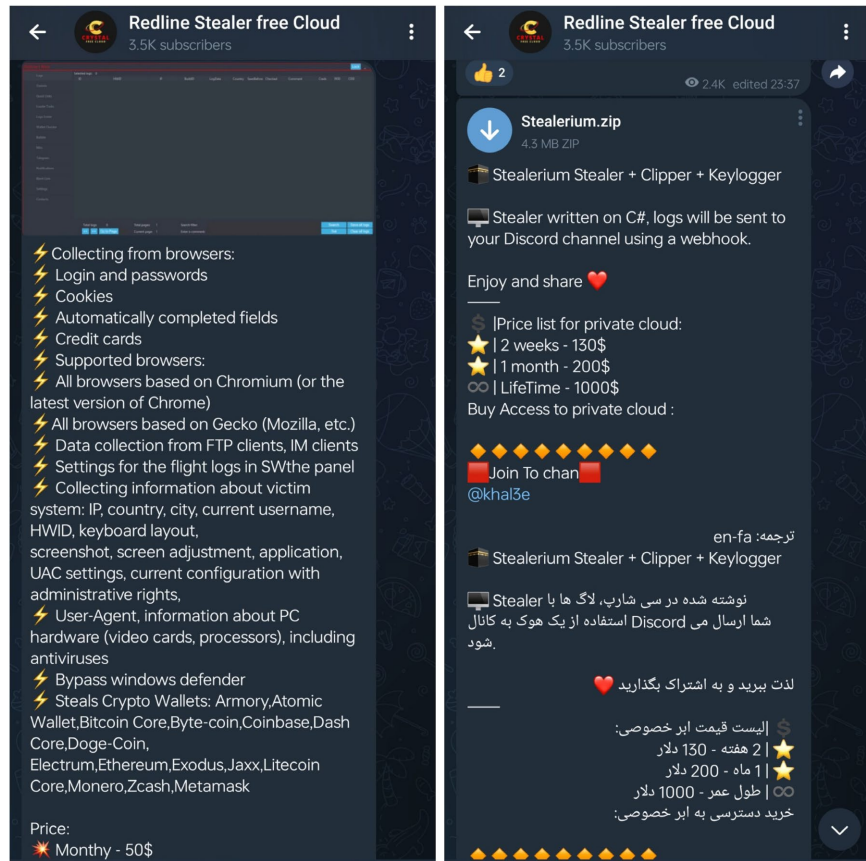 Redline Stealer free Cloud
3.5K subscribers
CRYSTAL
⚡Collecting from browsers:
⚡ Login and passwords
⚡ Cookies
⚡ Automatically completed fields
⚡ Credit cards
⚡ Supported browsers:
⚡ All browsers based on Chromium (or the
latest version of Chrome)
⚡All browsers based on Gecko (Mozilla, etc.)
⚡ Data collection from FTP clients, IM clients
⚡ Settings for the flight logs in SWthe panel
⚡ Collecting information about victim
system: IP, country, city, current username,
HWID, keyboard layout,
screenshot, screen adjustment, application,
UAC settings, current configuration with
administrative rights,
⚡ User-Agent, information about PC
hardware (video cards, processors), including
antiviruses
⚡ Bypass windows defender
⚡ Steals Crypto Wallets: Armory,Atomic
Wallet,Bitcoin Core,Byte-coin,Coinbase,Dash
Core,Doge-Coin,
Electrum,Ethereum,Exodus,Jaxx,Litecoin
Core,Monero,Zcash,Metamask
Price:
💥 Monthy - 50$
Redline Stealer free Cloud
3.5K subscribers
CRYSTAL
👍 2
2.4K edited 23:37
Stealerium.zip
4.3 MB ZIP
🕋 Stealerium Stealer + Clipper + Keylogger
🖥 Stealer written on C#, logs will be sent to
your Discord channel using a webhook.
Enjoy and share ❤️
💲 |Price list for private cloud:
⭐ | 2 weeks - 130$
⭐ | 1 month - 200$
♾ | LifeTime - 1000$
Buy Access to private cloud :
🔶🔶🔶🔶🔶🔶🔶🔶🔶
🟥Join To chan🟥
@khal3e
ترجمه: en-fa
🕋 Stealerium Stealer + Clipper + Keylogger
🖥 Stealer نوشته شده در سی شارپ، لاگ ها با
استفاده از یک هوک به کانال Discord شما ارسال می
شود.
لذت ببرید و به اشتراک بگذارید ❤️
💲 |لیست قیمت ابر خصوصی:
⭐ | 2 هفته - 130 دلار
⭐ | 1 ماه - 200 دلار
♾ | طول عمر - 1000 دلار
خرید دسترسی به ابر خصوصی:
🔶🔶🔶🔶🔶🔶🔶🔶🔶